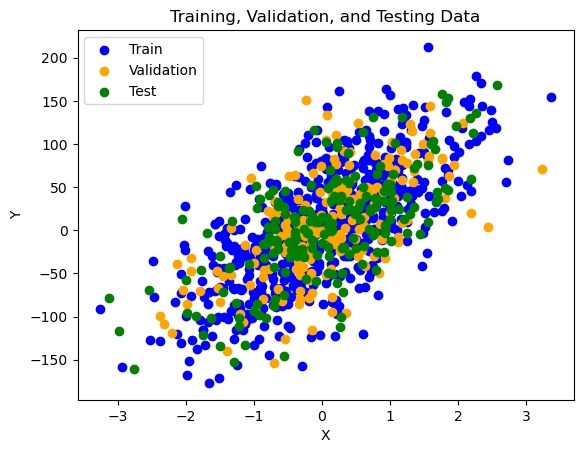 Training, Validation, and Testing Data
Train
Validation
Test
200
150
100
50
0
−50
−100
−150
Y
−3
−2
−1
0
1
2
3
X